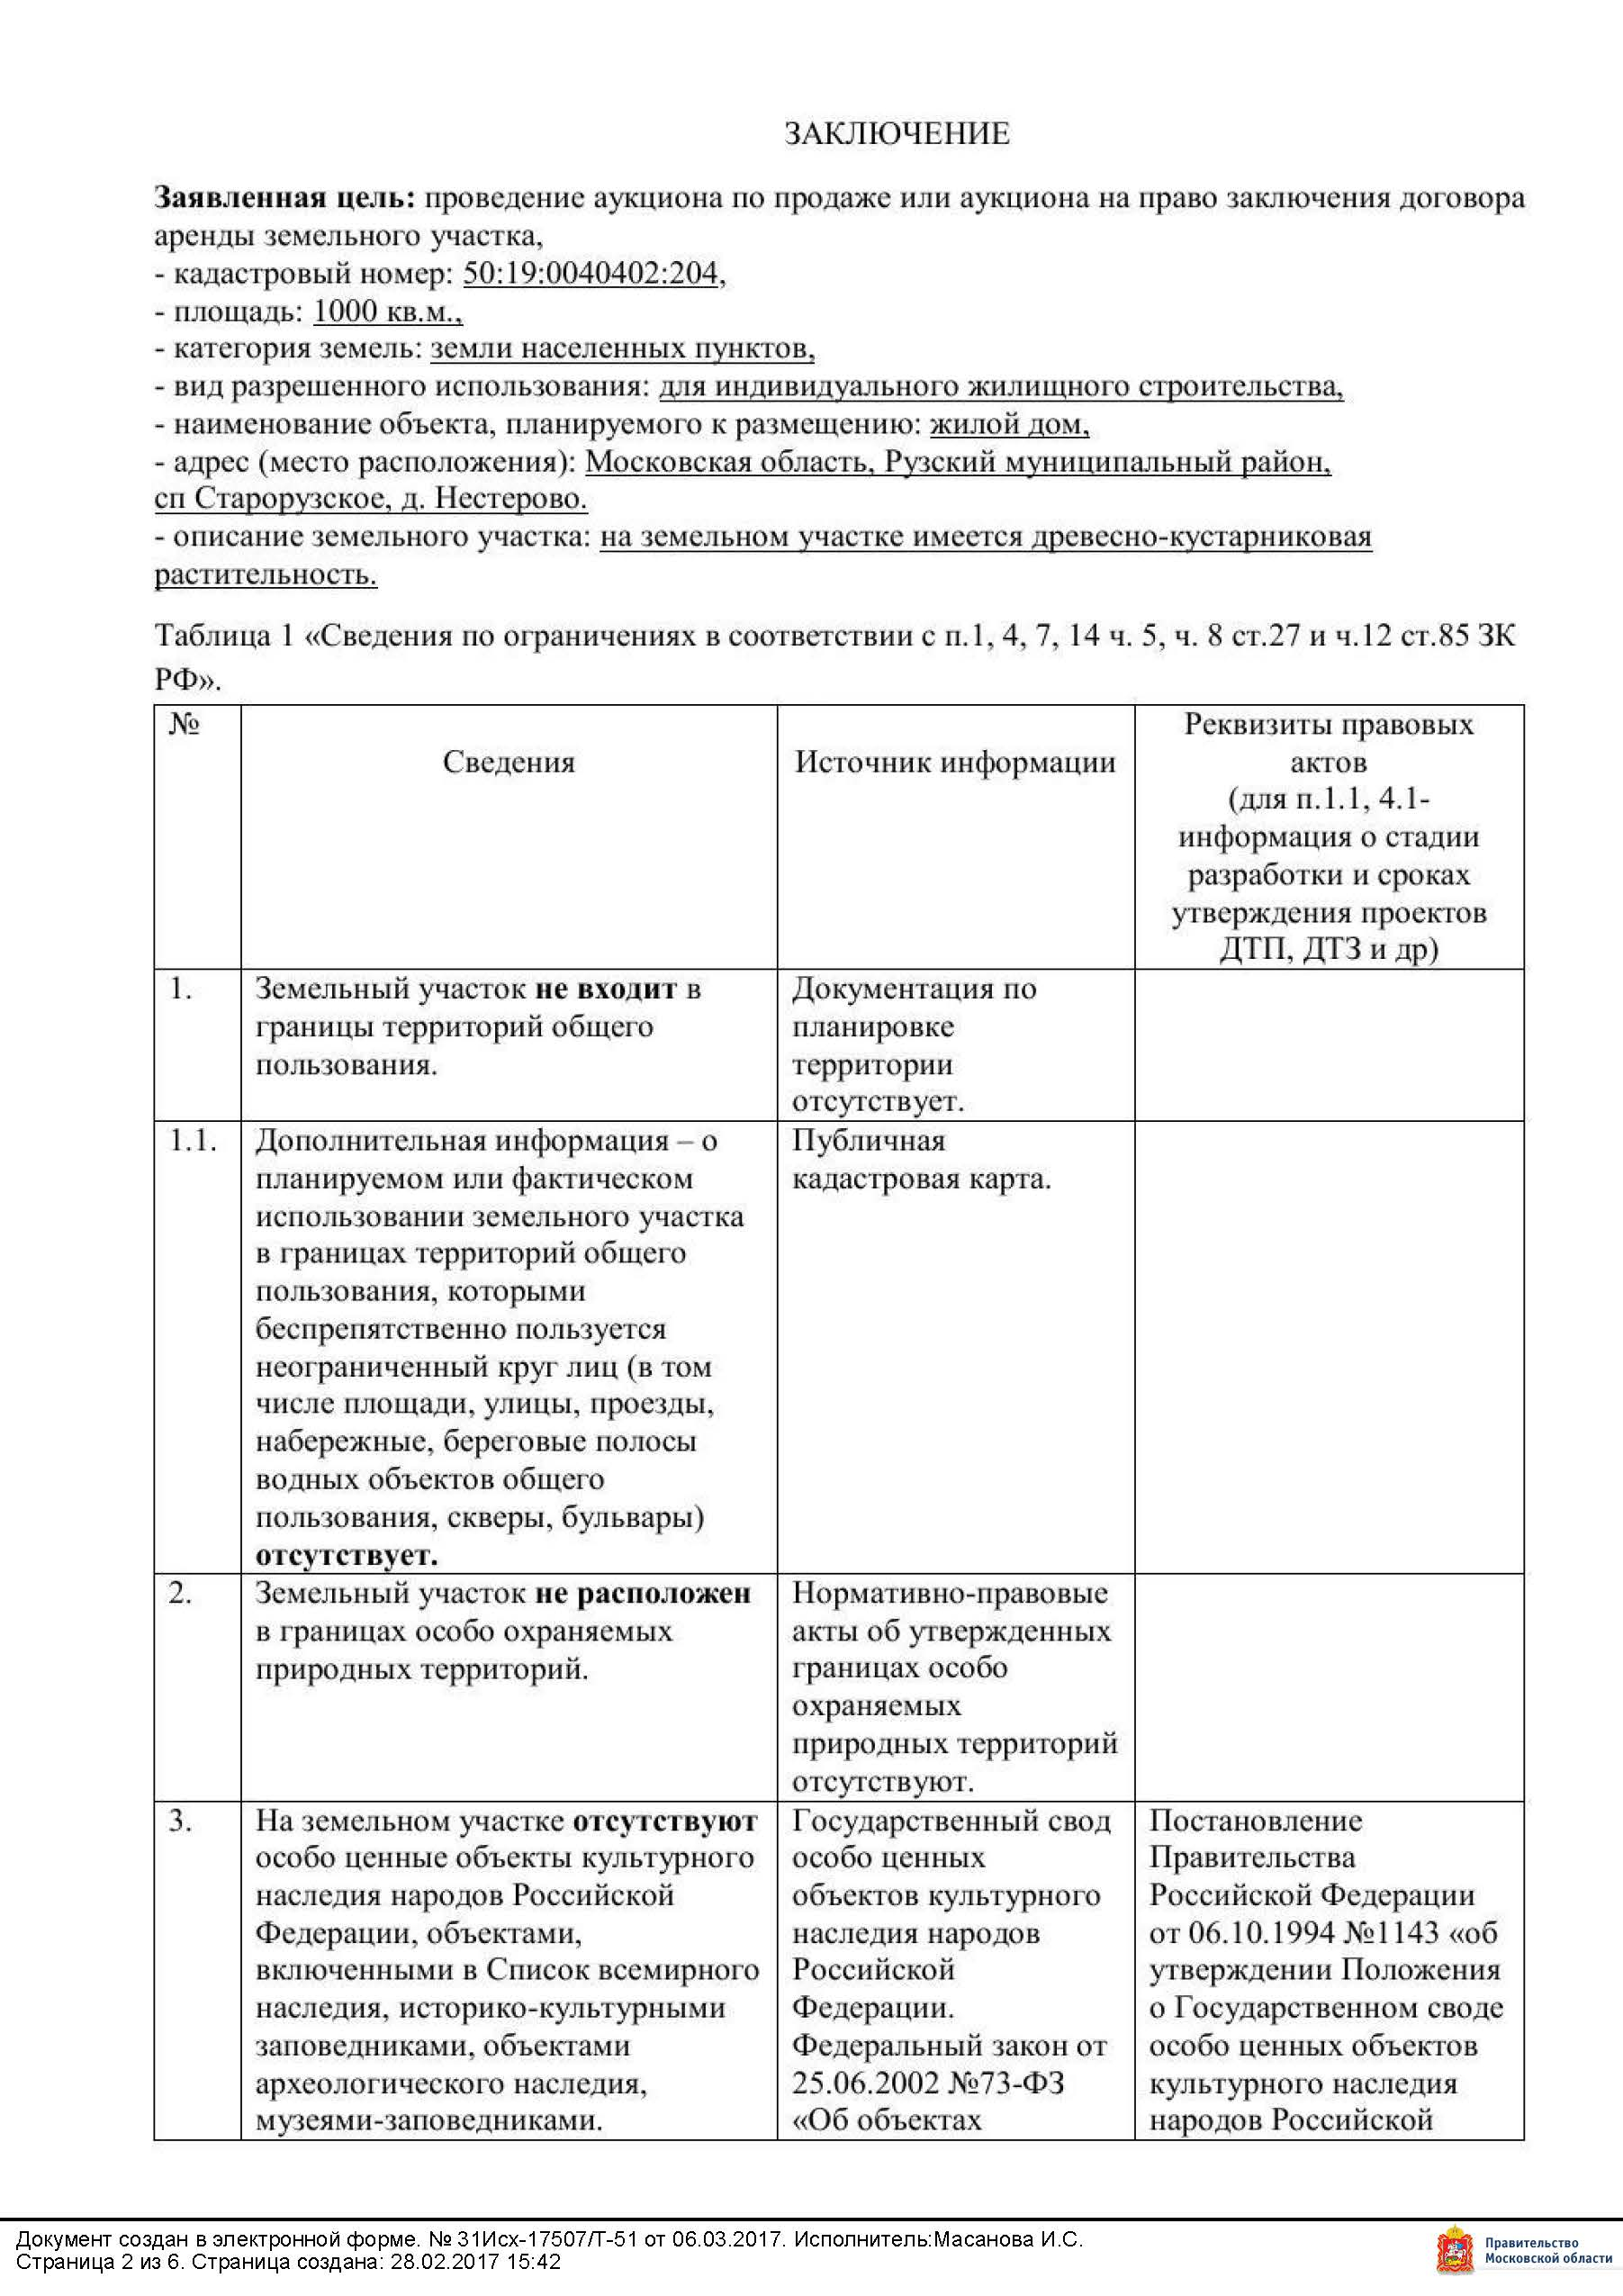 ЗАКЛЮЧЕНИЕ
Заявленная цель: проведение аукциона по продаже или аукциона на право заключения договора
аренды земельного участка,
- кадастровый номер: 50:19:0040402:204,
- площадь: 1000 кв.м.,
- категория земель: земли населенных пунктов,
- вид разрешенного использования: для индивидуального жилищного строительства,
- наименование объекта, планируемого к размещению: жилой дом,
- адрес (место расположения): Московская область, Рузский муниципальный район,
сп Старорузское, д. Нестерово.
- описание земельного участка: на земельном участке имеется древесно-кустарниковая
растительность.
Таблица 1 «Сведения по ограничениях в соответствии с п.1, 4, 7, 14 ч. 5, ч. 8 ст.27 и ч.12 ст.85 ЗК
РФ».
№
Сведения
Источник информации
Реквизиты правовых
актов
(для п.1.1, 4.1-
информация о стадии
разработки и сроках
утверждения проектов
ДТП, ДТЗ и др)
1.
Земельный участок не входит в
границы территорий общего
пользования.
Документация по
планировке
территории
отсутствует.
1.1.
Дополнительная информация – о
планируемом или фактическом
использовании земельного участка
в границах территорий общего
пользования, которыми
беспрепятственно пользуется
неограниченный круг лиц (в том
числе площади, улицы, проезды,
набережные, береговые полосы
водных объектов общего
пользования, скверы, бульвары)
отсутствует.
Публичная
кадастровая карта.
2.
Земельный участок не расположен
в границах особо охраняемых
природных территорий.
Нормативно-правовые
акты об утвержденных
границах особо
охраняемых
природных территорий
отсутствуют.
3.
На земельном участке отсутствуют
особо ценные объекты культурного
наследия народов Российской
Федерации, объектами,
включенными в Список всемирного
наследия, историко-культурными
заповедниками, объектами
археологического наследия,
музеями-заповедниками.
Государственный свод
особо ценных
объектов культурного
наследия народов
Российской
Федерации.
Федеральный закон от
25.06.2002 №73-ФЗ
«Об объектах
Постановление
Правительства
Российской Федерации
от 06.10.1994 №1143 «об
утверждении Положения
о Государственном своде
особо ценных объектов
культурного наследия
народов Российской
Документ создан в электронной форме. № 31Исх-17507/Т-51 от 06.03.2017. Исполнитель:Масанова И.С.
Страница 2 из 6. Страница создана: 28.02.2017 15:42
Правительство
Московской области